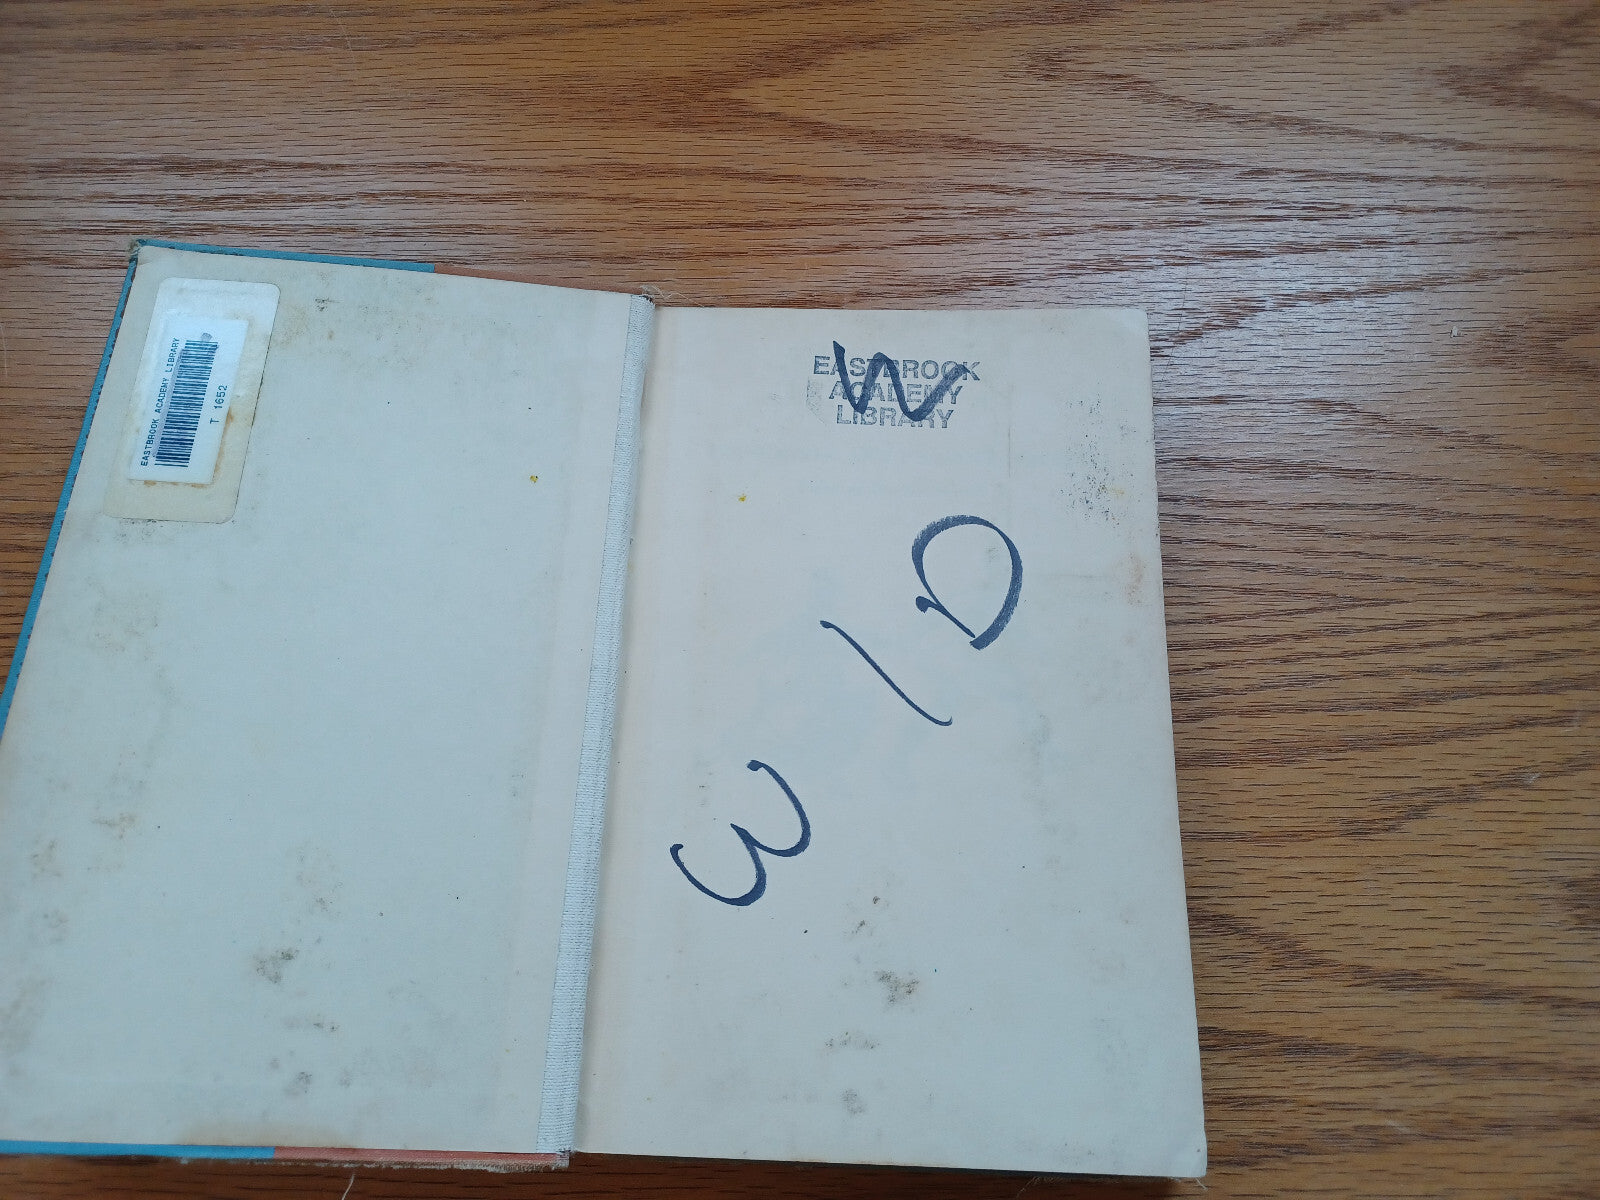 EASTBROOK ACADEMY LIBRARY
T 1652
EASTBROOK
ACADEMY
LIBRARY
W/D